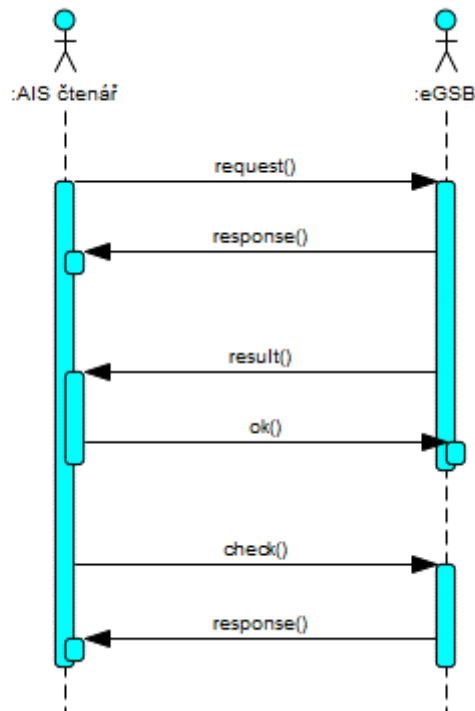 :AIS čtenář
:eGSB
request()
response()
result()
ok()
check()
response()